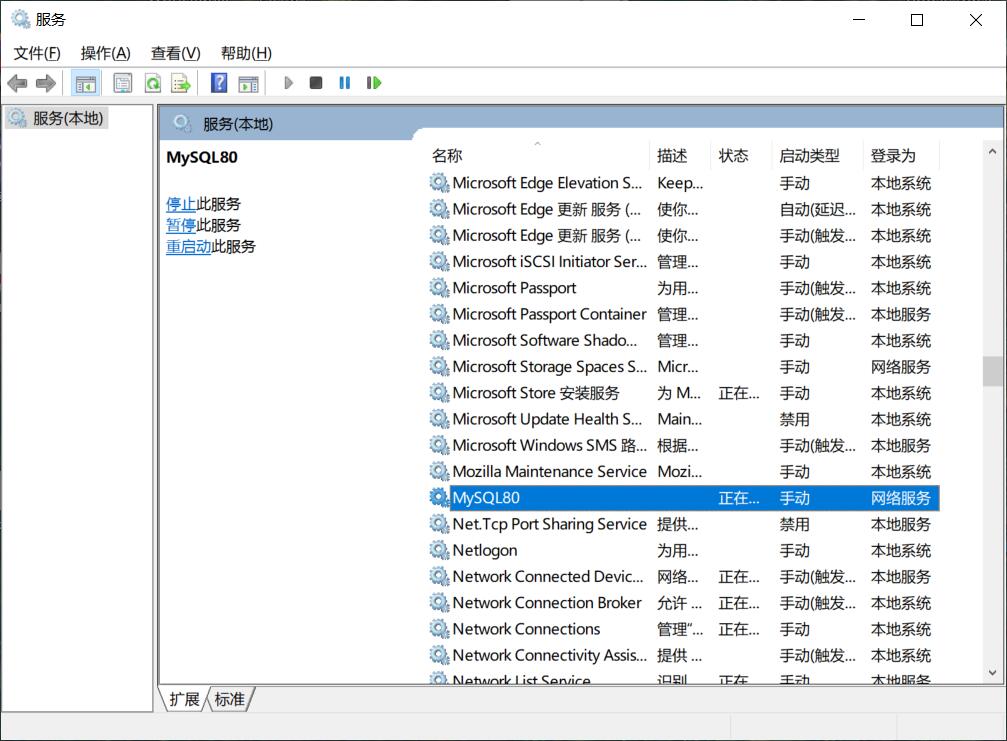 服务
文件(F) 操作(A) 查看(V) 帮助(H)
服务(本地)
服务(本地)
MySQL80
停止此服务
暂停此服务
重启动此服务
名称 描述 状态 启动类型 登录为
Microsoft Edge Elevation S... Keep... 手动 本地系统
Microsoft Edge 更新 服务 (... 使你... 自动(延迟... 本地系统
Microsoft Edge 更新 服务 (... 使你... 手动(触发... 本地系统
Microsoft iSCSI Initiator Ser... 管理... 手动 本地系统
Microsoft Passport 为用... 手动(触发... 本地系统
Microsoft Passport Container 管理... 手动(触发... 本地服务
Microsoft Software Shado... 管理... 手动 本地系统
Microsoft Storage Spaces S... Micr... 手动 网络服务
Microsoft Store 安装服务 为 M... 正在... 手动 本地系统
Microsoft Update Health S... Main... 禁用 本地系统
Microsoft Windows SMS 路... 根据... 手动(触发... 本地服务
Mozilla Maintenance Service Mozi... 手动 本地系统
MySQL80 正在... 手动 网络服务
Net.Tcp Port Sharing Service 提供... 禁用 本地服务
Netlogon 为用... 手动 本地系统
Network Connected Devic... 网络... 正在... 手动(触发... 本地服务
Network Connection Broker 允许 ... 正在... 手动(触发... 本地系统
Network Connections 管理“... 正在... 手动 本地系统
Network Connectivity Assis... 提供 ... 手动(触发... 本地系统
Network List Service 识别 正在 手动 本地服务
扩展 标准